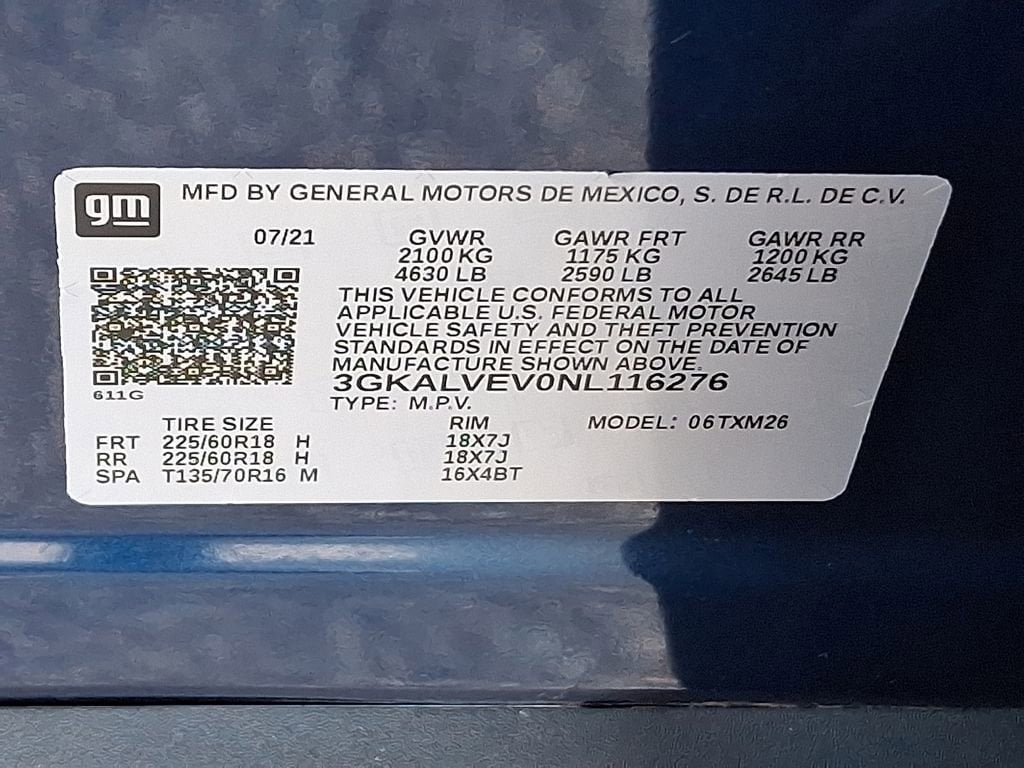 gm MFD BY GENERAL MOTORS DE MEXICO, S. DE R.L. DE C.V.
07/21 GVWR GAWR FRT GAWR RR
2100 KG 1175 KG 1200 KG
4630 LB 2590 LB 2645 LB
THIS VEHICLE CONFORMS TO ALL
APPLICABLE U.S. FEDERAL MOTOR
VEHICLE SAFETY AND THEFT PREVENTION
STANDARDS IN EFFECT ON THE DATE OF
MANUFACTURE SHOWN ABOVE.
3GKALVEV0NL116276
611G
TYPE: M.P.V.
TIRE SIZE RIM MODEL: 06TXM26
FRT 225/60R18 H 18X7J
RR 225/60R18 H 18X7J
SPA T135/70R16 M 16X4BT